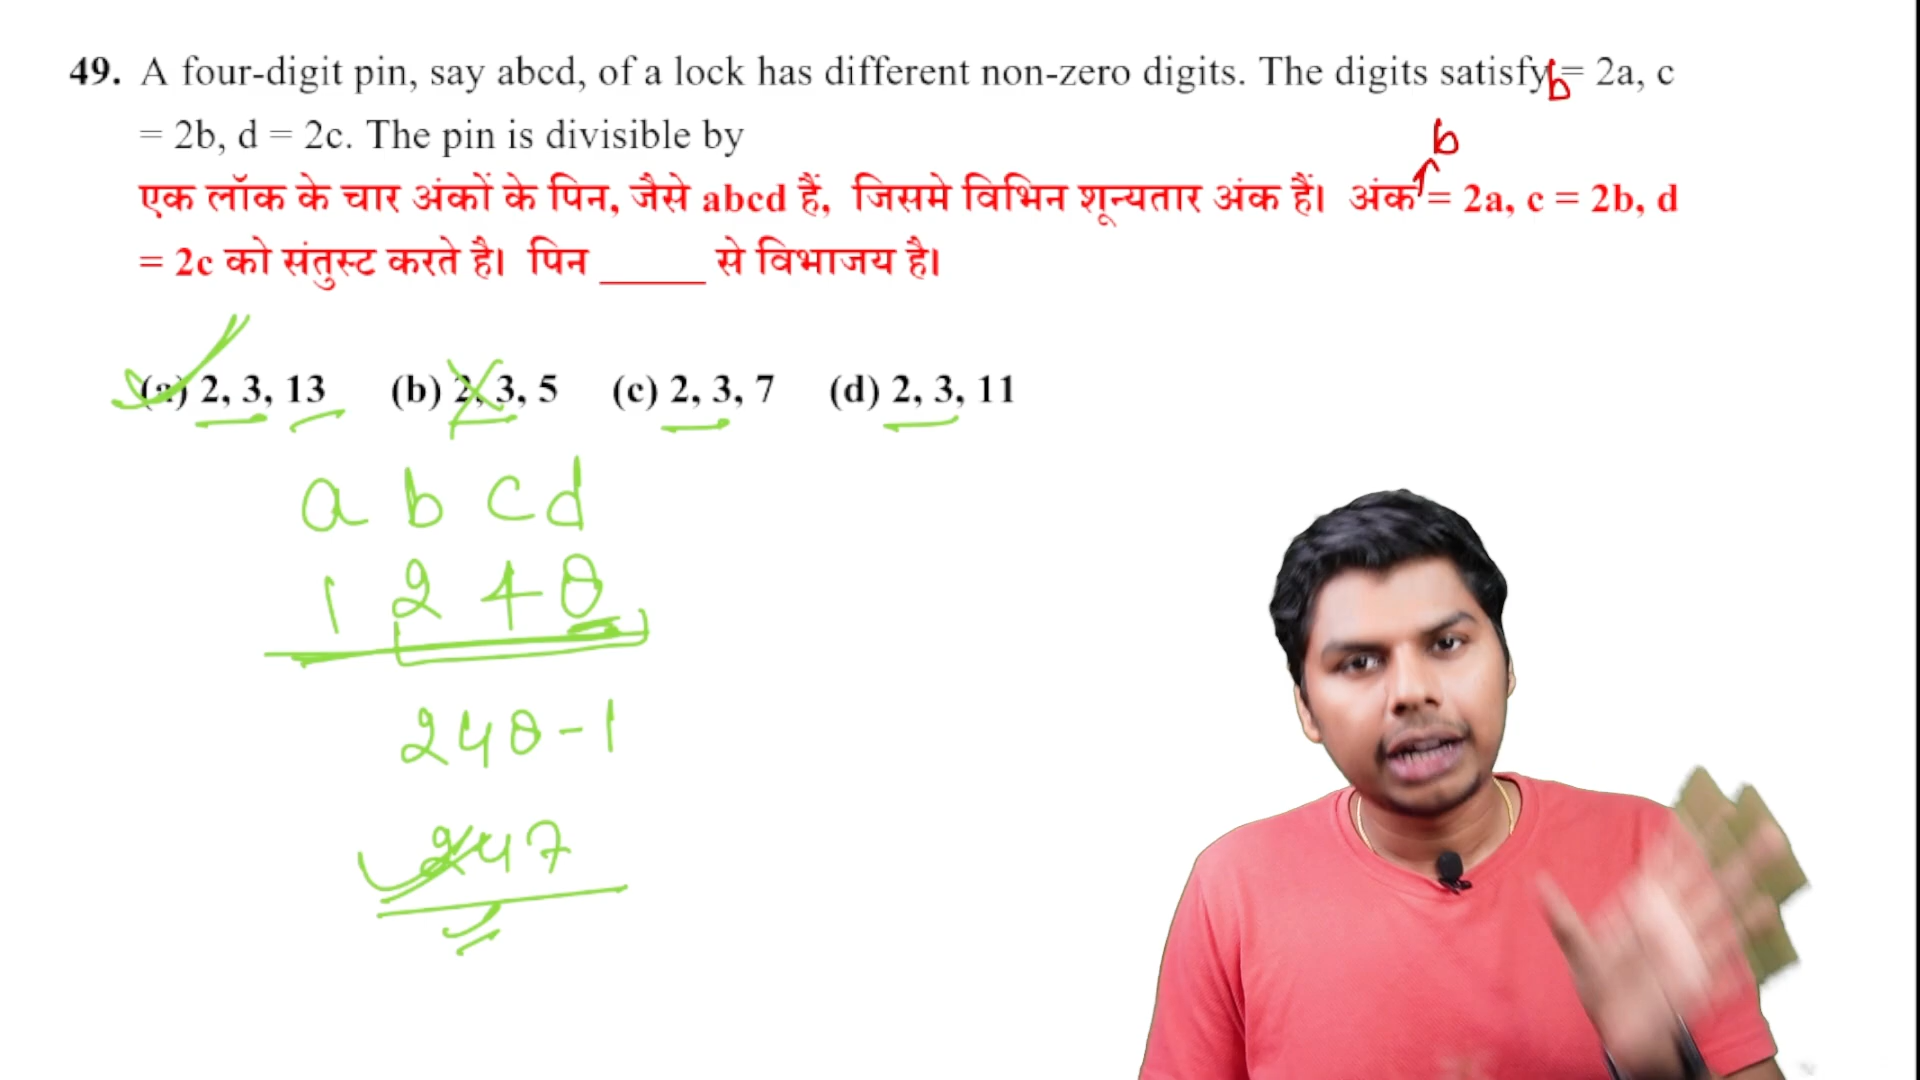 49. A four-digit pin, say abcd, of a lock has different non-zero digits. The digits satisfy b = 2a, c
= 2b, d = 2c. The pin is divisible by
b
एक लॉक के चार अंकों के पिन, जैसे abcd हैं, जिसमे विभिन शून्यतार अंक हैं। अंक = 2a, c = 2b, d
= 2c को संतुस्ट करते है। पिन _____ से विभाजय है।
(a) 2, 3, 13 (b) 2, 3, 5 (c) 2, 3, 7 (d) 2, 3, 11
a b c d
1 2 4 8
248-1
247